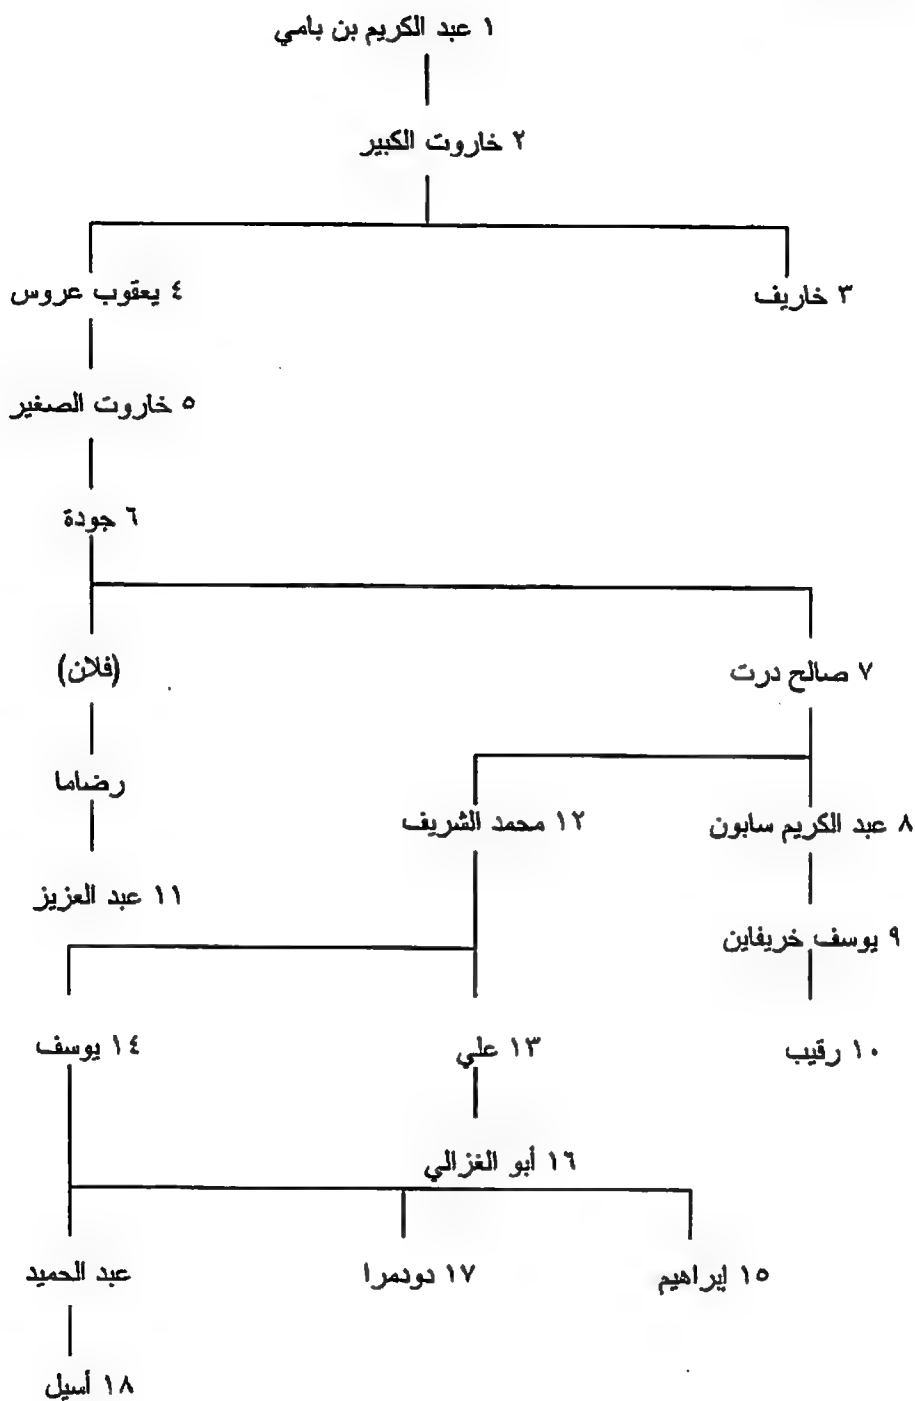 ١ عبد الكريم بن بامي
٢ خاروت الكبير
٣ خاريف
٤ يعقوب عروس
٥ خاروت الصغير
٦ جودة
٧ صالح درت
(فلان)
رضاما
٨ عبد الكريم سابون
١٢ محمد الشريف
١١ عبد العزيز
٩ يوسف خريفاين
١٠ رقيب
١٣ علي
١٤ يوسف
١٦ أبو الغزالي
١٥ إبراهيم
١٧ دودمرا
عبد الحميد
١٨ أسيل